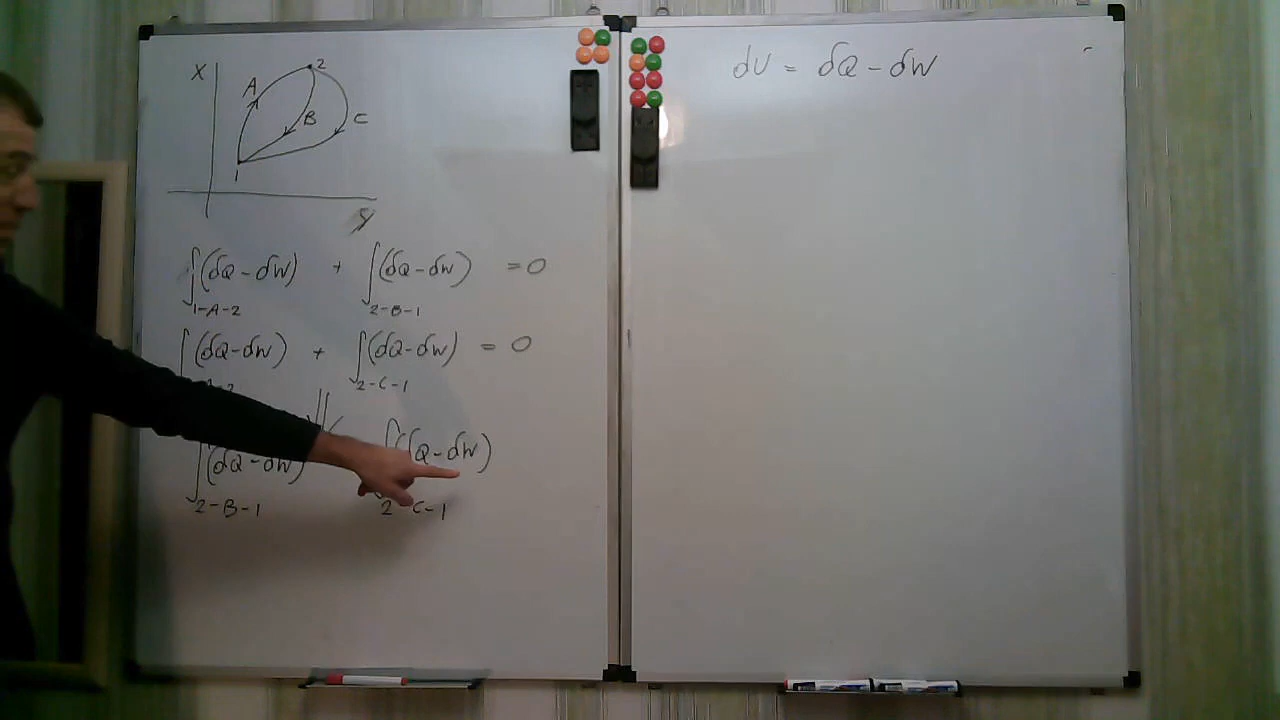 X
A
2
B
C
1
y
∫(δQ-δW) + ∫(δQ-δW) = 0
1-A-2 2-B-1
∫(δQ-δW) + ∫(δQ-δW) = 0
2-C-1
∫(δQ-δW) ∫(δQ-δW)
2-B-1 2-C-1
dU = δQ - δW